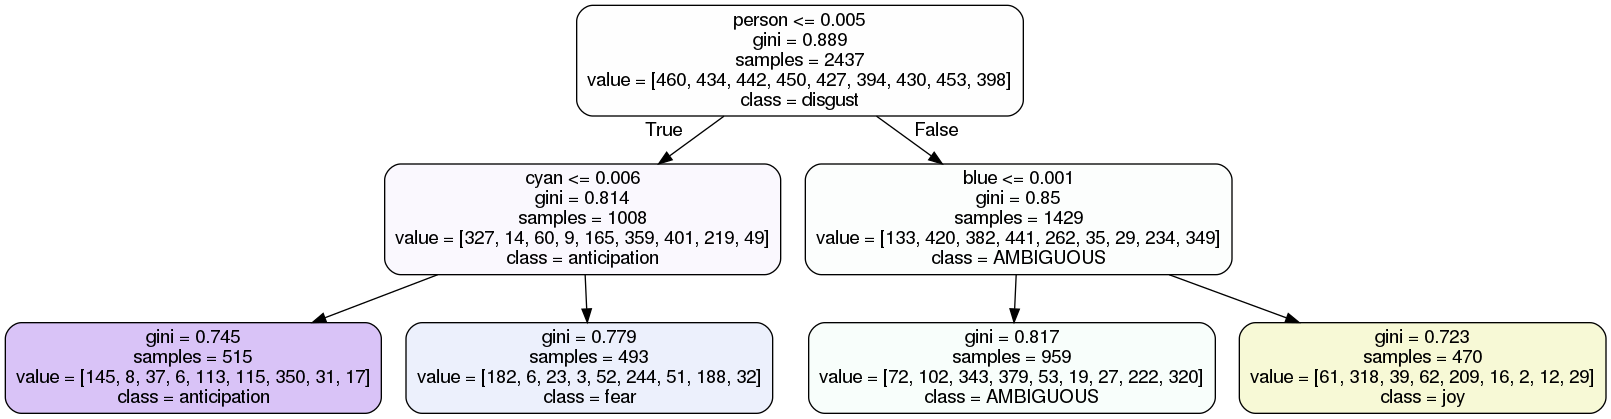 person <= 0.005
gini = 0.889
samples = 2437
value = [460, 434, 442, 450, 427, 394, 430, 453, 398]
class = disgust
True
False
cyan <= 0.006
gini = 0.814
samples = 1008
value = [327, 14, 60, 9, 165, 359, 401, 219, 49]
class = anticipation
blue <= 0.001
gini = 0.85
samples = 1429
value = [133, 420, 382, 441, 262, 35, 29, 234, 349]
class = AMBIGUOUS
gini = 0.745
samples = 515
value = [145, 8, 37, 6, 113, 115, 350, 31, 17]
class = anticipation
gini = 0.779
samples = 493
value = [182, 6, 23, 3, 52, 244, 51, 188, 32]
class = fear
gini = 0.817
samples = 959
value = [72, 102, 343, 379, 53, 19, 27, 222, 320]
class = AMBIGUOUS
gini = 0.723
samples = 470
value = [61, 318, 39, 62, 209, 16, 2, 12, 29]
class = joy